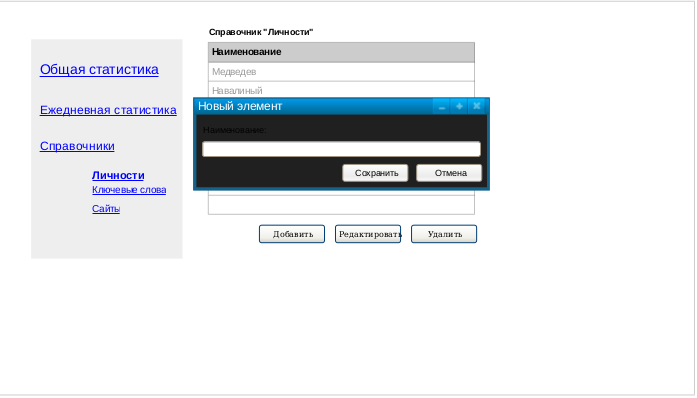 Справочник "Личности"
Наименование
Медведев
Навалиный
Общая статистика
Ежедневная статистика
Справочники
Личности
Ключевые слова
Сайты
Новый элемент
Наименование:
Сохранить
Отмена
Добавить
Редактировать
Удалить